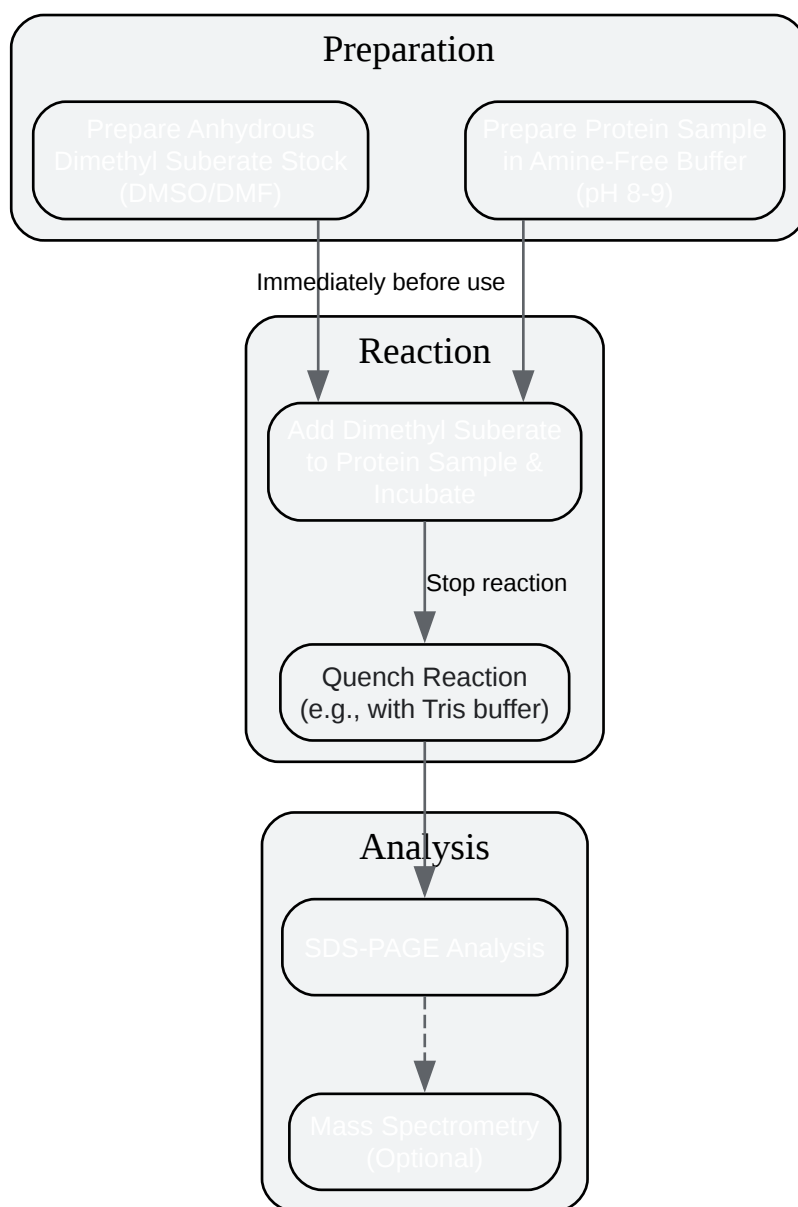 Preparation
Prepare Anhydrous
Dimethyl Suberate Stock
(DMSO/DMF)
Prepare Protein Sample
in Amine-Free Buffer
(pH 8-9)
Immediately before use
Reaction
Add Dimethyl Suberate
to Protein Sample &
Incubate
Stop reaction
Quench Reaction
(e.g., with Tris buffer)
Analysis
SDS-PAGE Analysis
Mass Spectrometry
(Optional)